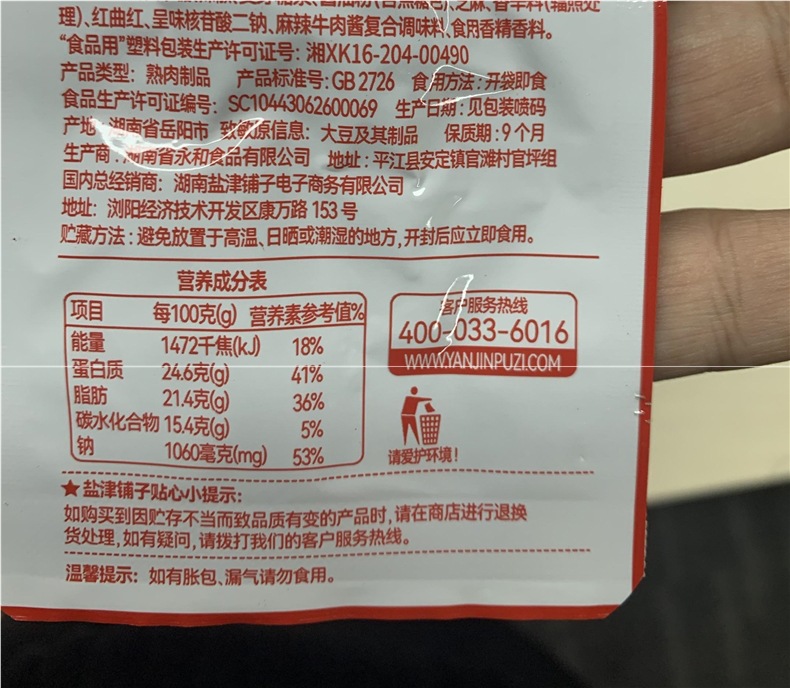 理)、红曲红、呈味核苷酸二钠、麻辣牛肉酱复合调味料、食用香精香料。
“食品用”塑料包装生产许可证号: 湘XK16-204-00490
产品类型: 熟肉制品 产品标准号: GB 2726 食用方法: 开袋即食
食品生产许可证编号: SC10443062600069 生产日期: 见包装喷码
产地: 湖南省岳阳市 致敏原信息: 大豆及其制品 保质期: 9个月
生产商: 湖南省永和食品有限公司 地址: 平江县安定镇官滩村官坪组
国内总经销商: 湖南盐津铺子电子商务有限公司
地址: 浏阳经济技术开发区康万路 153 号
贮藏方法: 避免放置于高温、日晒或潮湿的地方,开封后应立即食用。
营养成分表
项目 每100克(g) 营养素参考值%
能量 1472千焦(kJ) 18%
蛋白质 24.6克(g) 41%
脂肪 21.4克(g) 36%
碳水化合物 15.4克(g) 5%
钠 1060毫克(mg) 53%
客户服务热线
400-033-6016
WWW.YANJINPUZI.COM
请爱护环境!
★ 盐津铺子贴心小提示:
如购买到因贮存不当而致品质有变的产品时,请在商店进行退换
货处理,如有疑问,请拨打我们的客户服务热线。
温馨提示: 如有胀包、漏气请勿食用。